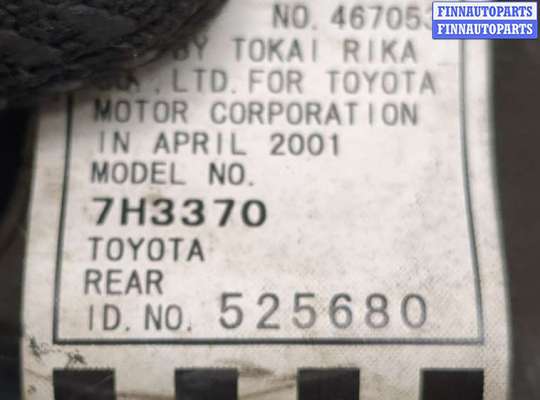 FINNAUTOPARTS
FINNAUTOPARTS
NO. 46705
BY TOKAI RIKA
., LTD. FOR TOYOTA
MOTOR CORPORATION
IN APRIL 2001
MODEL NO.
7H3370
TOYOTA
REAR
ID. NO. 525680